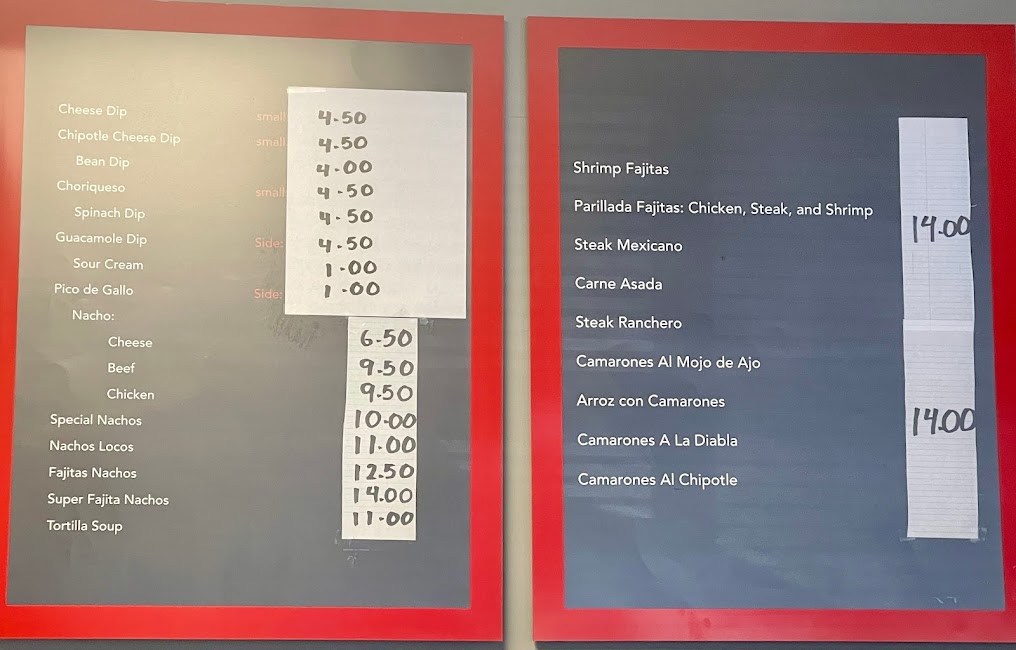 Cheese Dip small 4.50
Chipotle Cheese Dip small 4.50
Bean Dip 4.00
Choriqueso small 4.50
Spinach Dip 4.50
Guacamole Dip Side: 4.50
Sour Cream 1.00
Pico de Gallo Side: 1.00
Nacho:
Cheese 6.50
Beef 9.50
Chicken 9.50
Special Nachos 10.00
Nachos Locos 11.00
Fajitas Nachos 12.50
Super Fajita Nachos 14.00
Tortilla Soup 11.00
Shrimp Fajitas
Parillada Fajitas: Chicken, Steak, and Shrimp
14.00
Steak Mexicano
Carne Asada
Steak Ranchero
Camarones Al Mojo de Ajo
Arroz con Camarones
14.00
Camarones A La Diabla
Camarones Al Chipotle